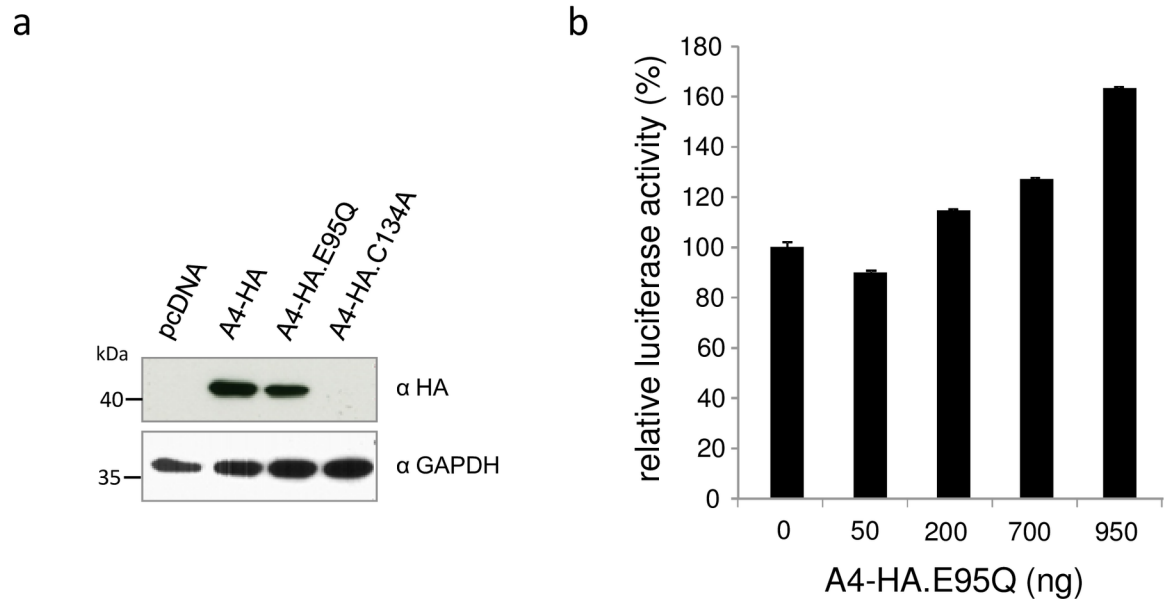 a
pcDNA
A4-HA
A4-HA.E95Q
A4-HA.C134A
kDa
40
α HA
35
α GAPDH
b
relative luciferase activity (%)
180
160
140
120
100
80
60
40
20
0
0 50 200 700 950
A4-HA.E95Q (ng)